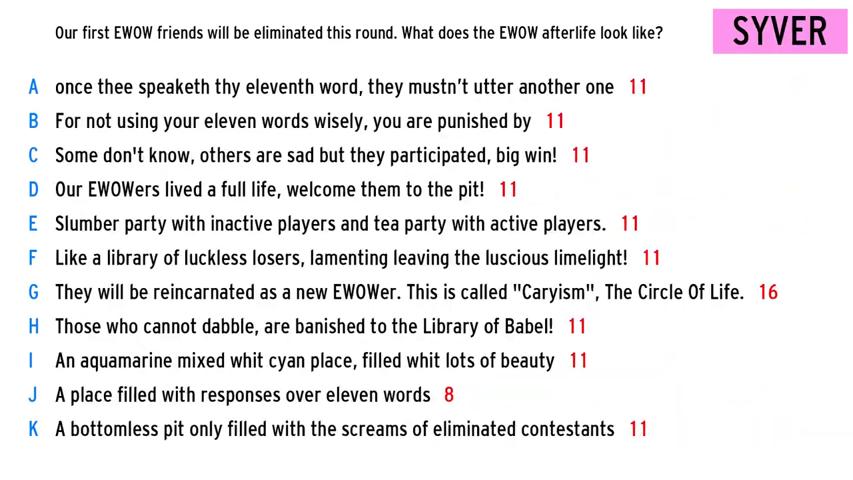 Our first EWOW friends will be eliminated this round. What does the EWOW afterlife look like?
SYVER
A once thee speaketh thy eleventh word, they mustn't utter another one 11
B For not using your eleven words wisely, you are punished by 11
C Some don't know, others are sad but they participated, big win! 11
D Our EWOWers lived a full life, welcome them to the pit! 11
E Slumber party with inactive players and tea party with active players. 11
F Like a library of luckless losers, lamenting leaving the luscious limelight! 11
G They will be reincarnated as a new EWOWer. This is called "Caryism", The Circle Of Life. 16
H Those who cannot dabble, are banished to the Library of Babel! 11
I An aquamarine mixed whit cyan place, filled whit lots of beauty 11
J A place filled with responses over eleven words 8
K A bottomless pit only filled with the screams of eliminated contestants 11